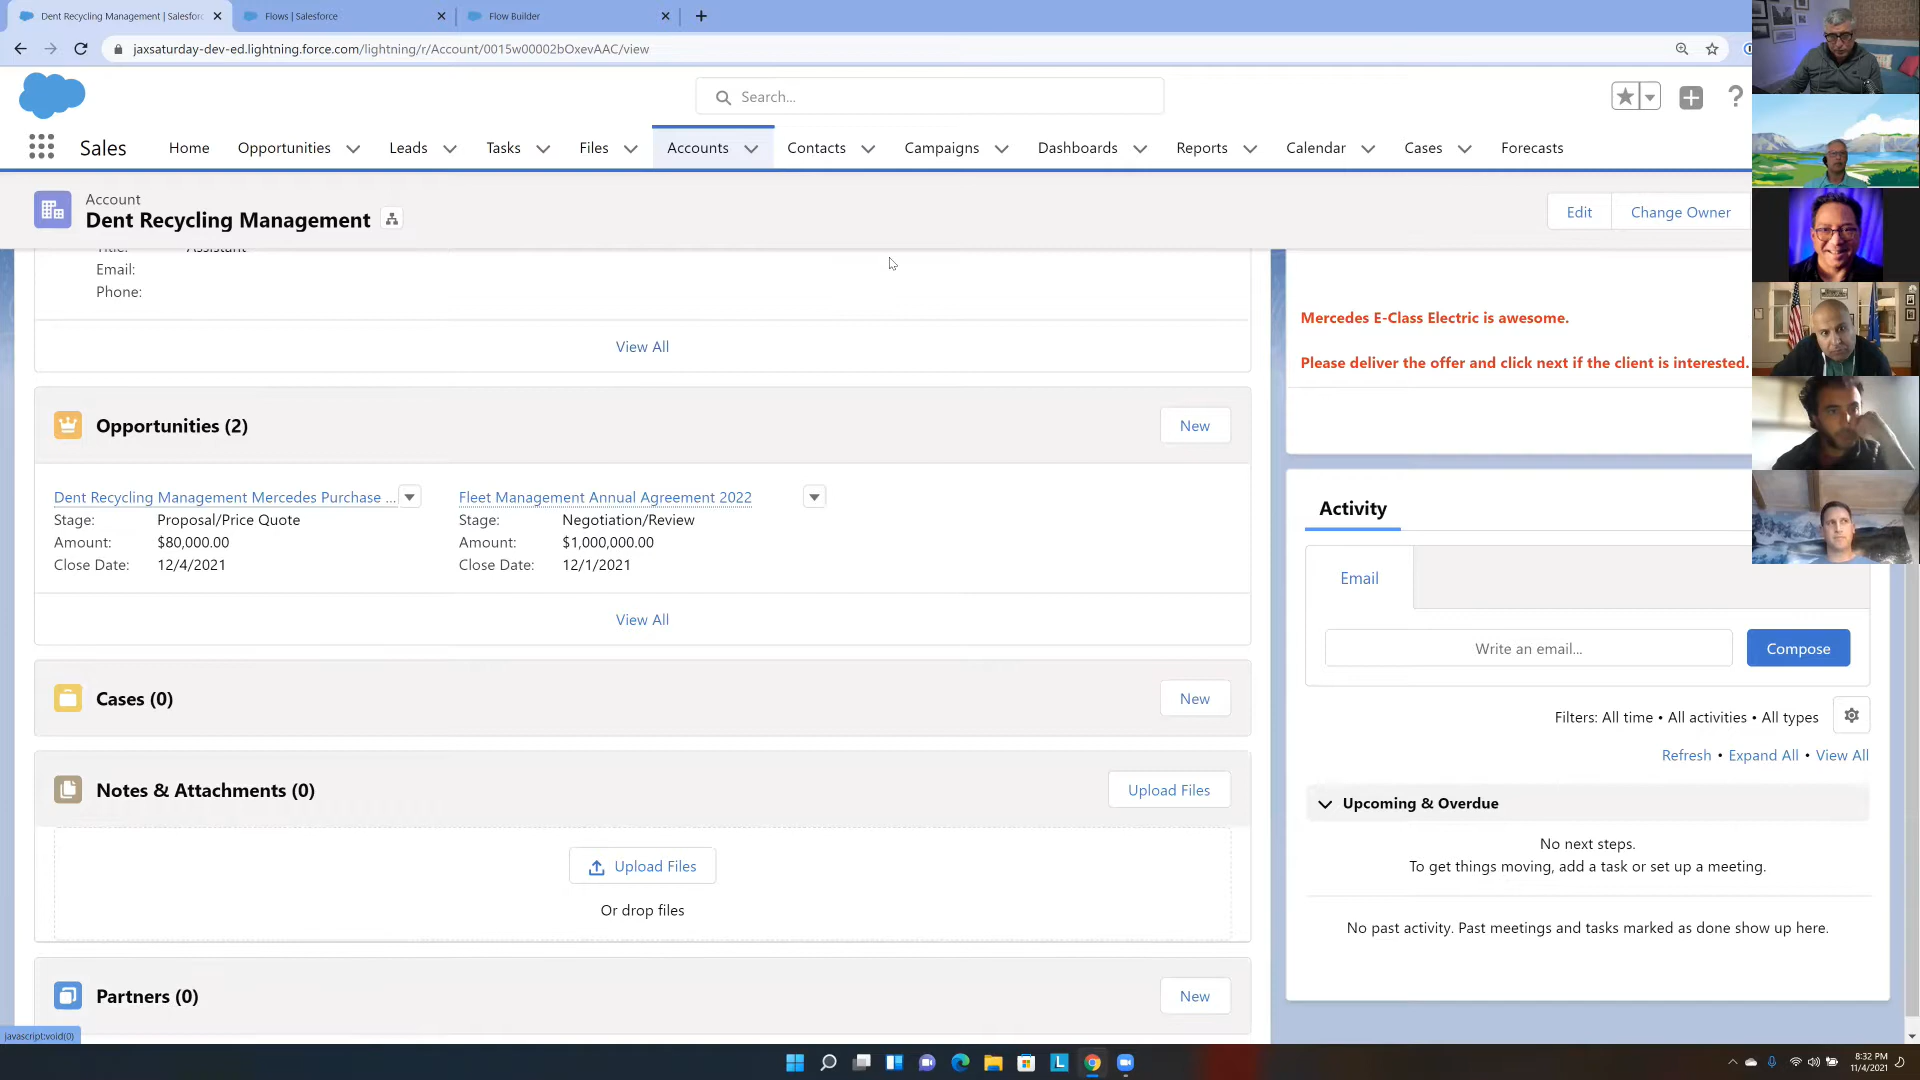 Dent Recycling Management | Salesfor
Flows | Salesforce
Flow Builder
jaxsaturday-dev-ed.lightning.force.com/lightning/r/Account/0015w00002bOxevAAC/view
Search...
Sales
Home
Opportunities
Leads
Tasks
Files
Accounts
Contacts
Campaigns
Dashboards
Reports
Calendar
Cases
Forecasts
Account
Dent Recycling Management
Edit
Change Owner
Title: Assistant
Email:
Phone:
View All
Mercedes E-Class Electric is awesome.
Please deliver the offer and click next if the client is interested.
Opportunities (2)
New
Dent Recycling Management Mercedes Purchase ...
Stage: Proposal/Price Quote
Amount: $80,000.00
Close Date: 12/4/2021
Fleet Management Annual Agreement 2022
Stage: Negotiation/Review
Amount: $1,000,000.00
Close Date: 12/1/2021
View All
Cases (0)
New
Notes & Attachments (0)
Upload Files
Upload Files
Or drop files
Partners (0)
New
Activity
Email
Write an email...
Compose
Filters: All time • All activities • All types
Refresh • Expand All • View All
Upcoming & Overdue
No next steps.
To get things moving, add a task or set up a meeting.
No past activity. Past meetings and tasks marked as done show up here.
javascript:void(0)
8:32 PM
11/4/2021